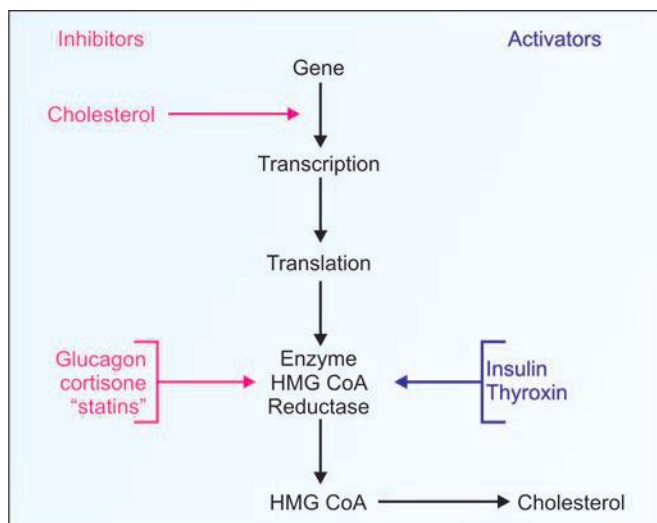 Inhibitors
Activators
Gene
Cholesterol
Transcription
Translation
Glucagon
cortisone
“statins”
Enzyme
HMG CoA
Reductase
Insulin
Thyroxin
HMG CoA
Cholesterol